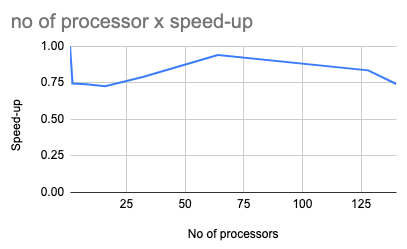 no of processor x speed-up
1.00
0.75
0.50
0.25
0.00
Speed-up
25 50 75 100 125
No of processors